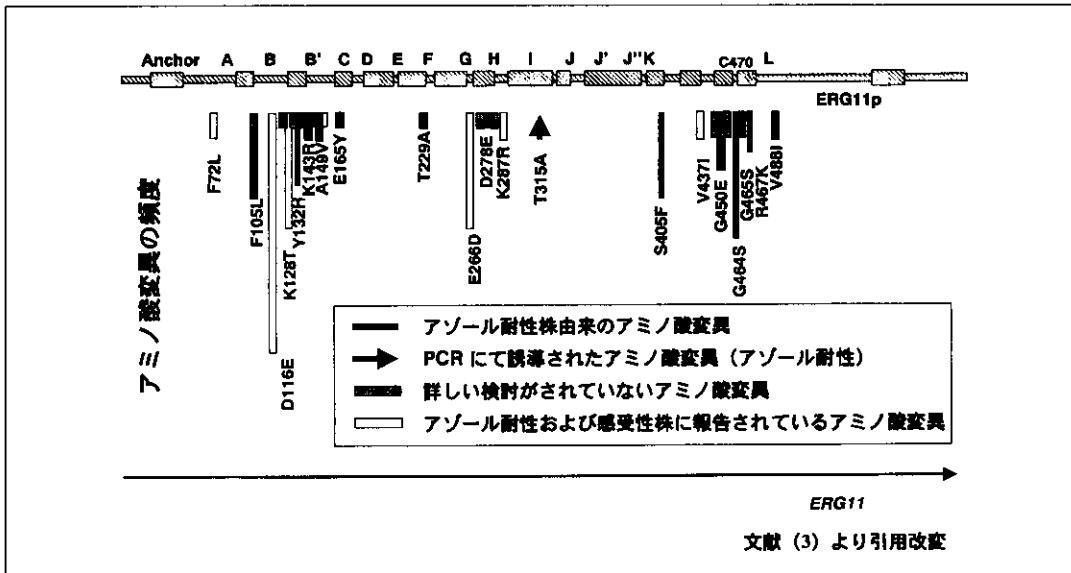 Anchor A B B' C D E F G H I J J' J''K C470 L
ERG11p
アミノ酸変異の頻度
F72L
F105L
D116E
K128T
Y132H
K143R
A149V
E165Y
T229A
E266D
D278E
K287R
T315A
S405F
V437I
G450E
G464S
G465S
R467K
V488I
アゾール耐性株由来のアミノ酸変異
PCRにて誘導されたアミノ酸変異(アゾール耐性)
詳しい検討がされていないアミノ酸変異
アゾール耐性および感受性株に報告されているアミノ酸変異
ERG11
文献(3)より引用改変